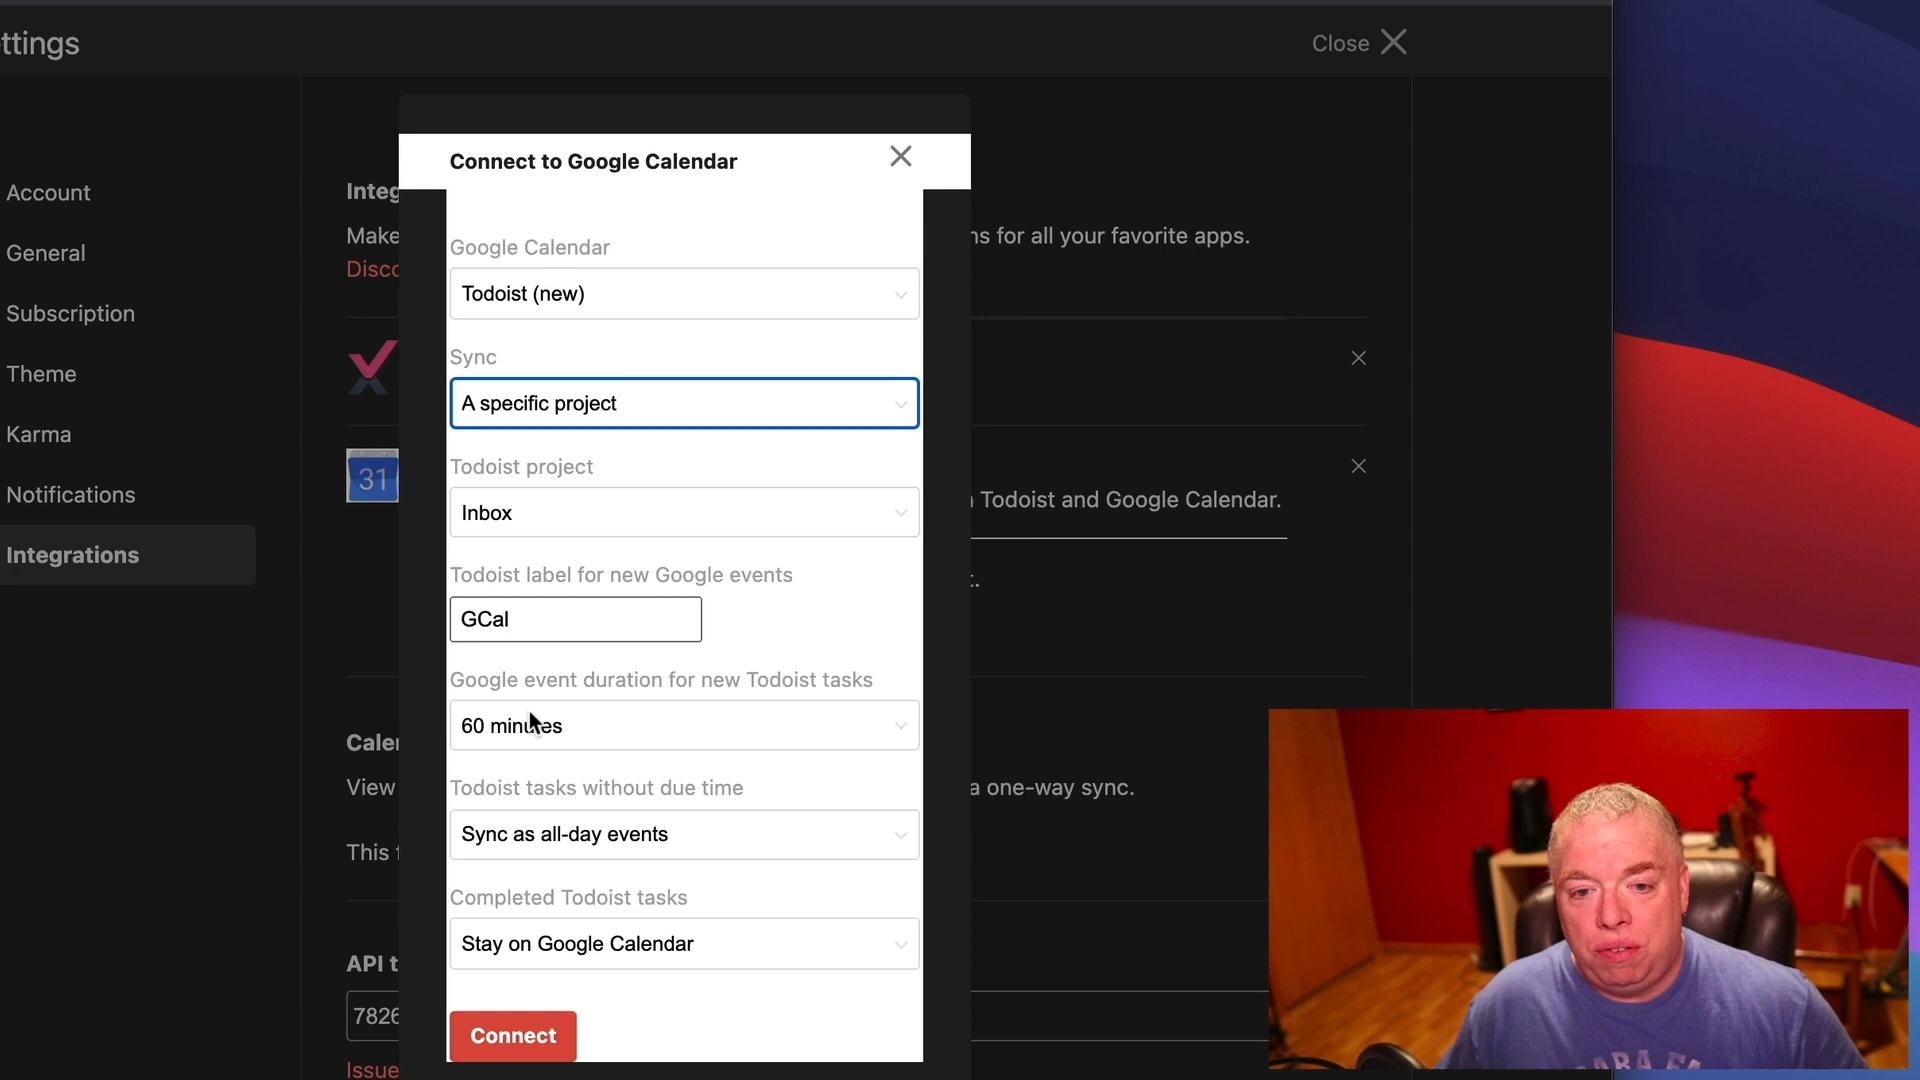 ttings
Close
Account
General
Subscription
Theme
Karma
Notifications
Integrations
Integ
Make
ns for all your favorite apps.
Disco
31
Todoist and Google Calendar.
t.
Caler
View
a one-way sync.
This
API t
7826
Issue
Connect to Google Calendar
Google Calendar
Todoist (new)
Sync
A specific project
Todoist project
Inbox
Todoist label for new Google events
GCal
Google event duration for new Todoist tasks
60 minutes
Todoist tasks without due time
Sync as all-day events
Completed Todoist tasks
Stay on Google Calendar
Connect